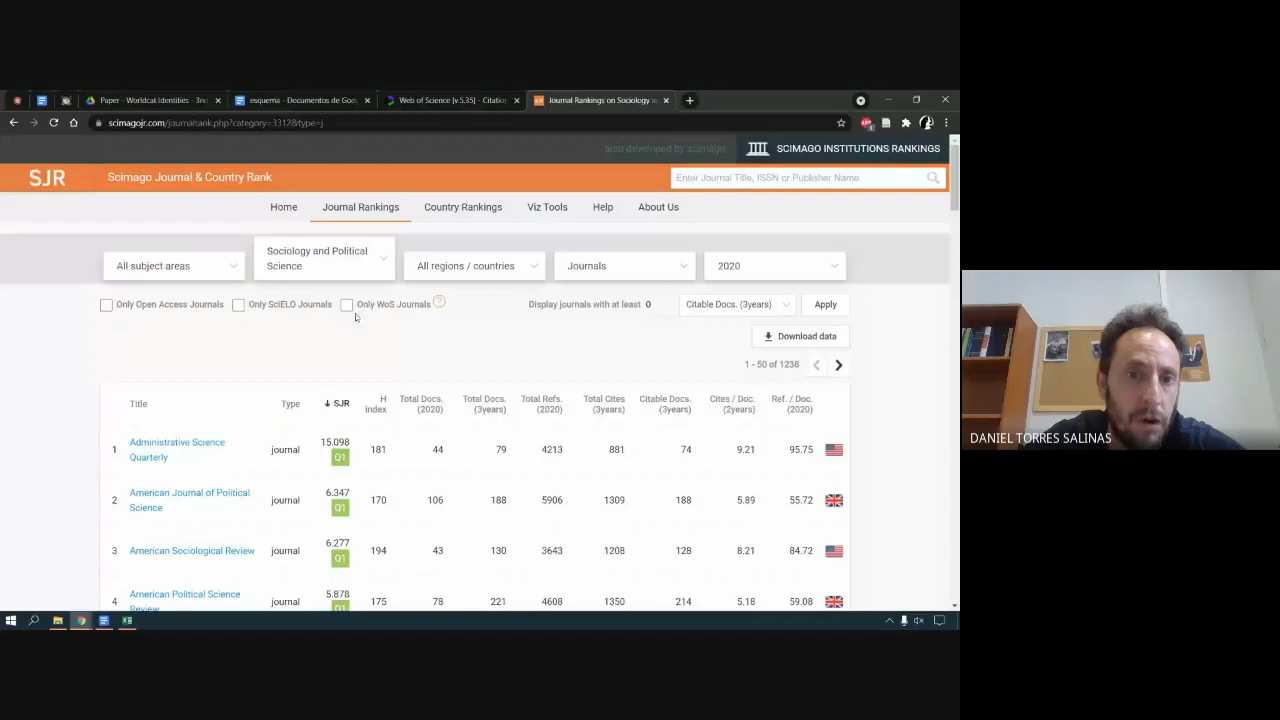 Paper - Worldcat Identities - 3nd
esquema - Documentos de Goo
Web of Science [v.5.35] - Citatio
Journal Rankings on Sociology a
scimagojr.com/journalrank.php?category=3312&type=j
also developed by scimago:
SCIMAGO INSTITUTIONS RANKINGS
SJR
Scimago Journal & Country Rank
Enter Journal Title, ISSN or Publisher Name
Home
Journal Rankings
Country Rankings
Viz Tools
Help
About Us
All subject areas
Sociology and Political
Science
All regions / countries
Journals
2020
Only Open Access Journals
Only SciELO Journals
Only WoS Journals
?
Display journals with at least 0
Citable Docs. (3years)
Apply
Download data
1 - 50 of 1238
Title
Type
SJR
H
index
Total Docs.
(2020)
Total Docs.
(3years)
Total Refs.
(2020)
Total Cites
(3years)
Citable Docs.
(3years)
Cites / Doc.
(2years)
Ref. / Doc.
(2020)
1
Administrative Science
Quarterly
journal
15.098
Q1
181
44
79
4213
881
74
9.21
95.75
2
American Journal of Political
Science
journal
6.347
Q1
170
106
188
5906
1309
188
5.89
55.72
3
American Sociological Review
journal
6.277
Q1
194
43
130
3643
1208
128
8.21
84.72
4
American Political Science
Review
journal
5.878
Q1
175
78
221
4608
1350
214
5.18
59.08
DANIEL TORRES SALINAS